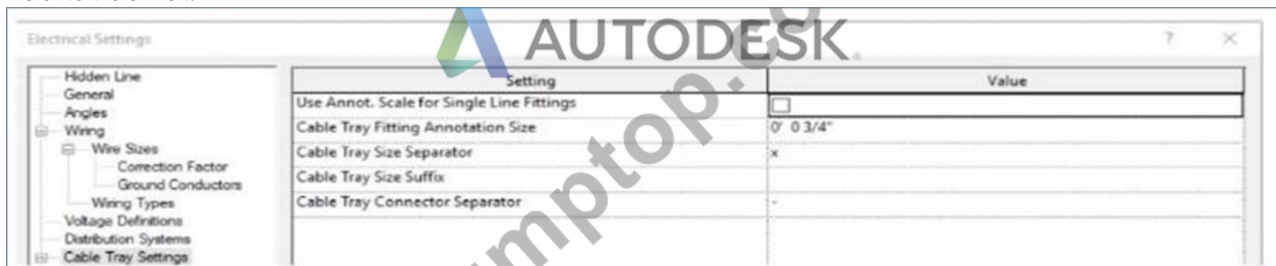 AUTODESK
Electrical Settings ? ×
Hidden Line
General
Angles
Wiring
Wire Sizes
Correction Factor
Ground Conductors
Wiring Types
Voltage Definitions
Distribution Systems
Cable Tray Settings
Setting Value
Use Annot. Scale for Single Line Fittings
Cable Tray Fitting Annotation Size 0' 0 3/4"
Cable Tray Size Separator x
Cable Tray Size Suffix
Cable Tray Connector Separator -